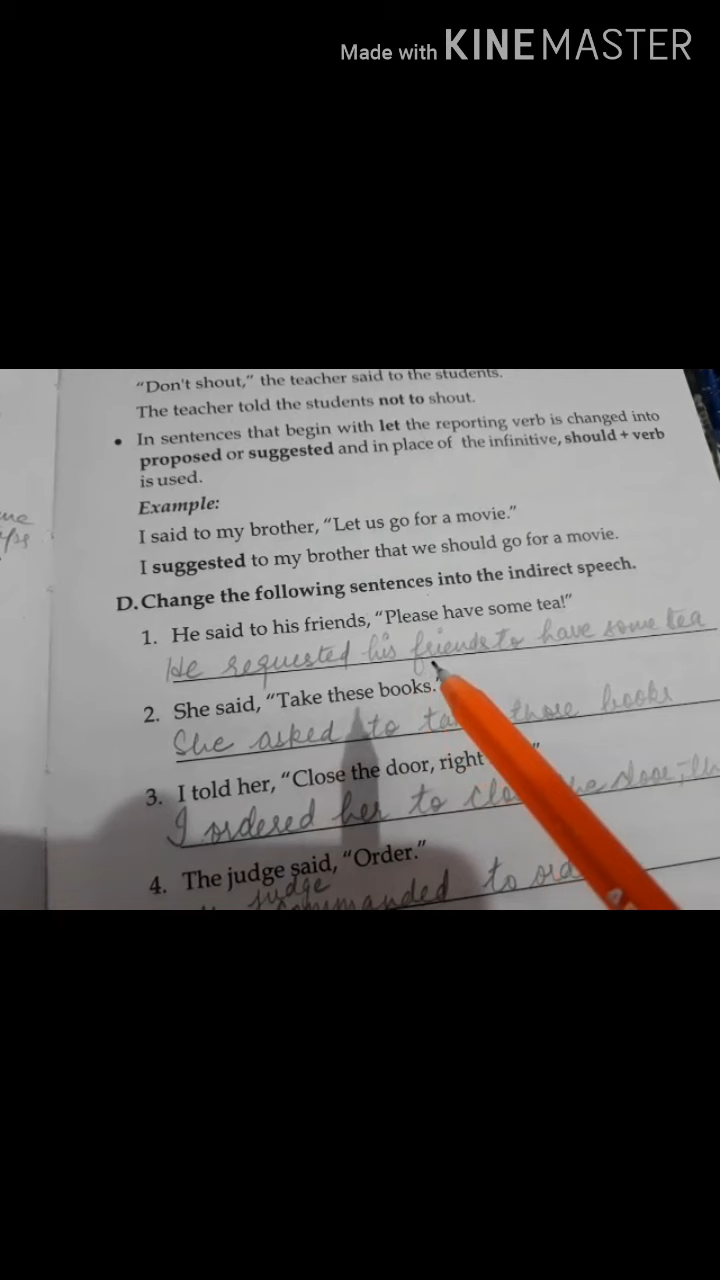 Made with KINEMASTER
"Don't shout," the teacher said to the students.
The teacher told the students not to shout.
• In sentences that begin with let the reporting verb is changed into
proposed or suggested and in place of the infinitive, should + verb
is used.
Example:
I said to my brother, "Let us go for a movie."
I suggested to my brother that we should go for a movie.
D. Change the following sentences into the indirect speech.
1. He said to his friends, "Please have some tea!"
He requested his friends to have some tea
2. She said, "Take these books."
She asked to those books
3. I told her, "Close the door, right
I ordered her to door,
4. The judge said, "Order."
judge
commanded to